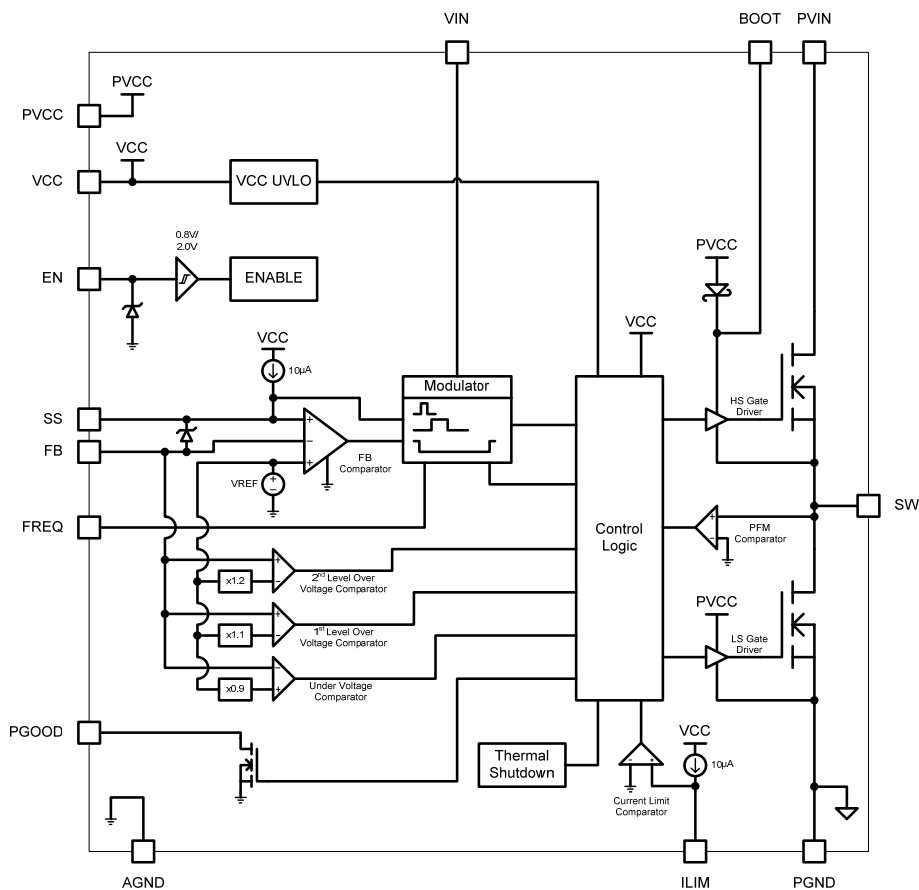 VIN
BOOT
PVIN
PVCC
PVCC
VCC
VCC
VCC UVLO
0.8V/
2.0V
EN
ENABLE
PVCC
VCC
10µA
VCC
Modulator
SS
FB
+
−
+
FB
Comparator
VREF
+
−
HS Gate
Driver
FREQ
Control
Logic
+
−
PFM
Comparator
SW
x1.2
+
−
2nd Level Over
Voltage Comparator
x1.1
+
−
1st Level Over
Voltage Comparator
PVCC
LS Gate
Driver
x0.9
−
+
Under Voltage
Comparator
PGOOD
Thermal
Shutdown
VCC
10µA
−
+
Current Limit
Comparator
AGND
ILIM
PGND